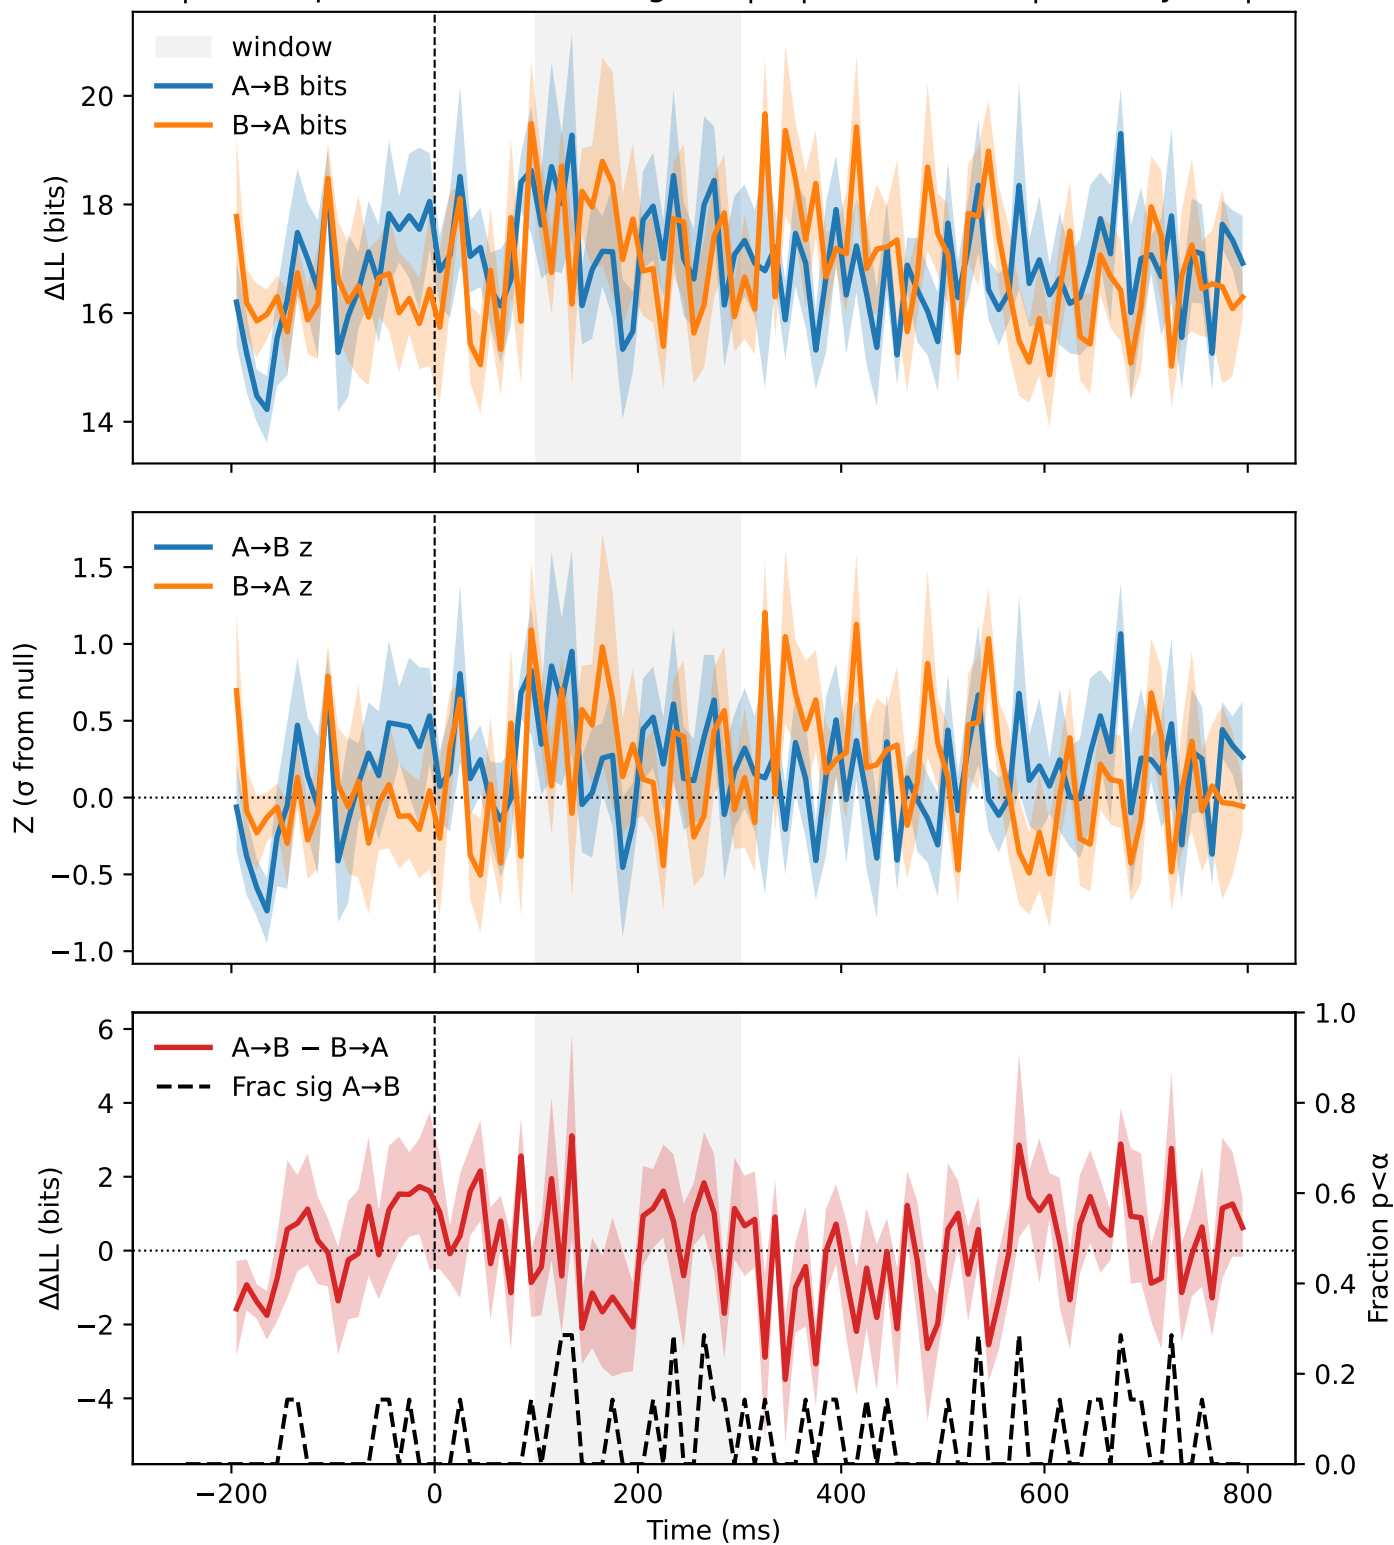 window
A→B bits
B→A bits
ΔLL (bits)
20
18
16
14
A→B z
B→A z
Z (σ from null)
1.5
1.0
0.5
0.0
−0.5
−1.0
A→B − B→A
Frac sig A→B
ΔΔLL (bits)
6
4
2
0
−2
−4
1.0
0.8
0.6
0.4
0.2
0.0
Fraction p<α
−200
0
200
400
600
800
Time (ms)